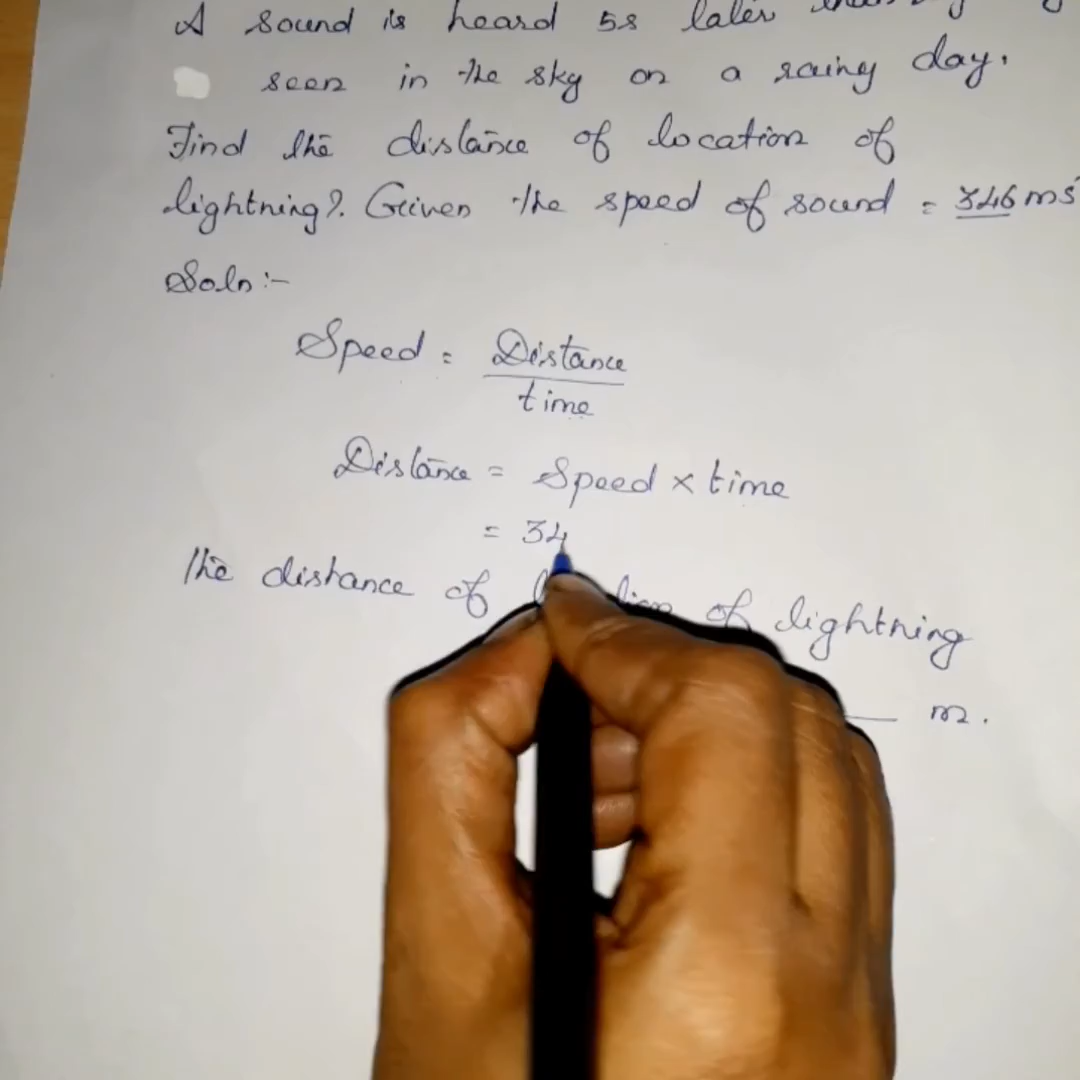 A sound is heard 5s later
seen in the sky on a rainy day.
Find the distance of location of
lightning?. Given the speed of sound = 346 ms
Soln :-
Speed = Distance
time
Distance = Speed × time
= 34
The distance of of lightning
m.